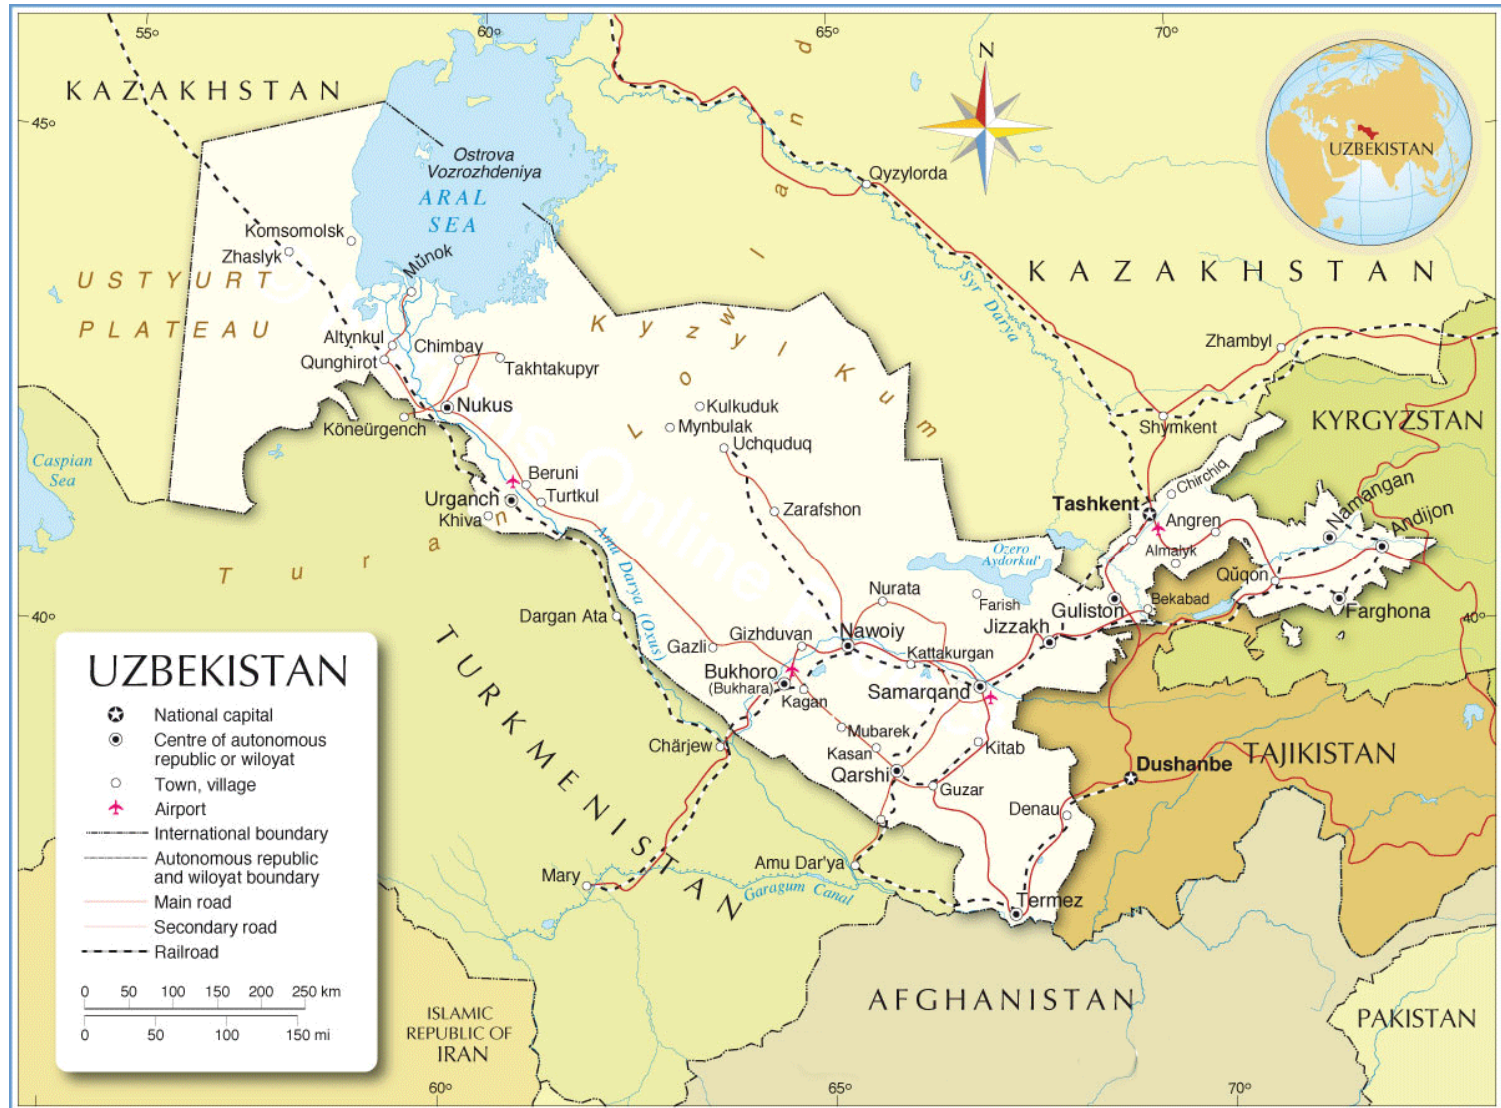 55°
60°
65°
70°
45°
KAZAKHSTAN
N
UZBEKISTAN
Ostrova
Vozrozhdeniya
ARAL
SEA
Qyzylorda
Komsomolsk
Zhaslyk
Mŭnok
USTYURT
PLATEAU
KAZAKHSTAN
Syr Darya
Kyzyl Kum
Turan
Lowland
Altynkul
Chimbay
Qunghirot
Takhtakupyr
Zhambyl
Nukus
Kulkuduk
Köneürgench
Mynbulak
Uchquduq
Shymkent
KYRGYZSTAN
Caspian
Sea
Beruni
Urganch
Turtkul
Khiva
Zarafshon
Tashkent
Chirchiq
Angren
Almalyk
Namangan
Andijon
Amu Darya (Oxus)
Ozero
Aydorkul'
Nurata
Farish
Qŭqon
Bekabad
Guliston
Farghona
40°
40°
Dargan Ata
Gazli
Gizhduvan
Nawoiy
Jizzakh
Kattakurgan
Bukhoro
(Bukhara)
Kagan
Samarqand
TURKMENISTAN
Chärjew
Mubarek
Kasan
Kitab
Qarshi
Guzar
Dushanbe
TAJIKISTAN
Denau
Amu Dar'ya
Mary
Garagum Canal
Termez
UZBEKISTAN
National capital
Centre of autonomous
republic or wiloyat
Town, village
Airport
International boundary
Autonomous republic
and wiloyat boundary
Main road
Secondary road
Railroad
0 50 100 150 200 250 km
0 50 100 150 mi
ISLAMIC
REPUBLIC OF
IRAN
AFGHANISTAN
PAKISTAN
60°
65°
70°